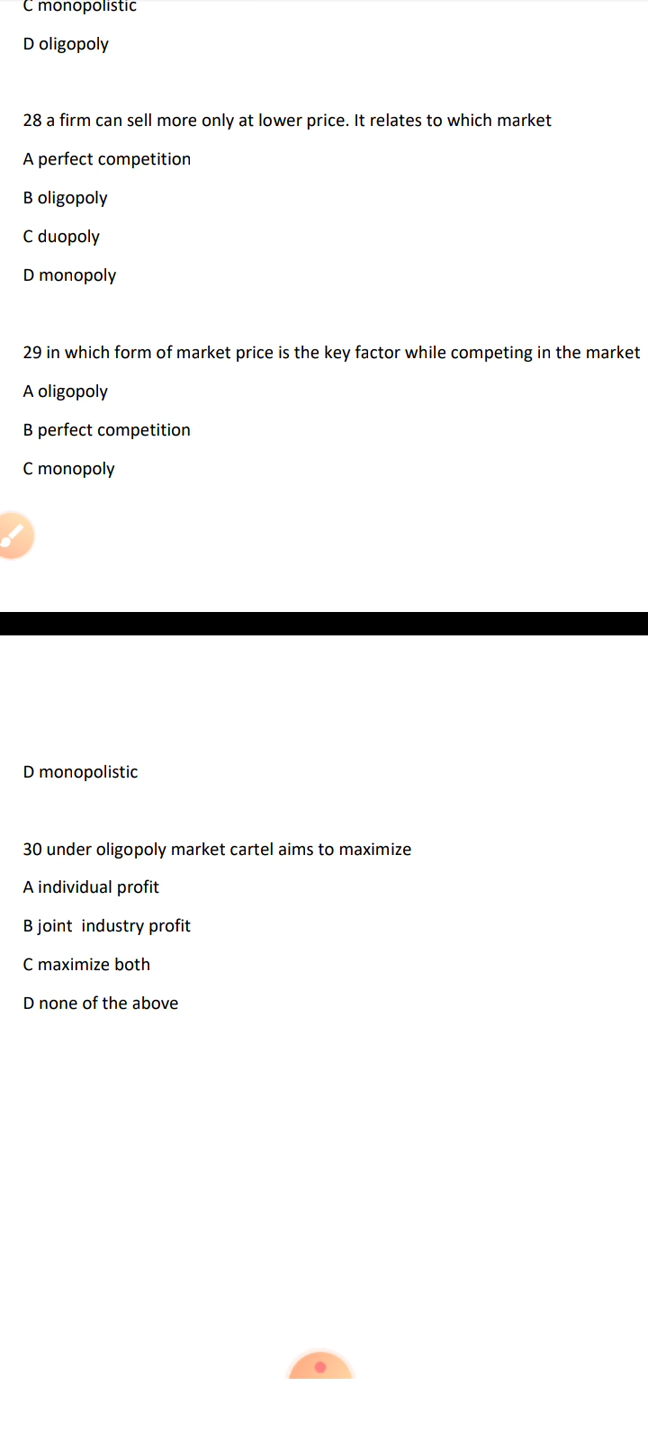 C monopolistic
D oligopoly
28 a firm can sell more only at lower price. It relates to which market
A perfect competition
B oligopoly
C duopoly
D monopoly
29 in which form of market price is the key factor while competing in the market
A oligopoly
B perfect competition
C monopoly
D monopolistic
30 under oligopoly market cartel aims to maximize
A individual profit
B joint  industry profit
C maximize both
D none of the above